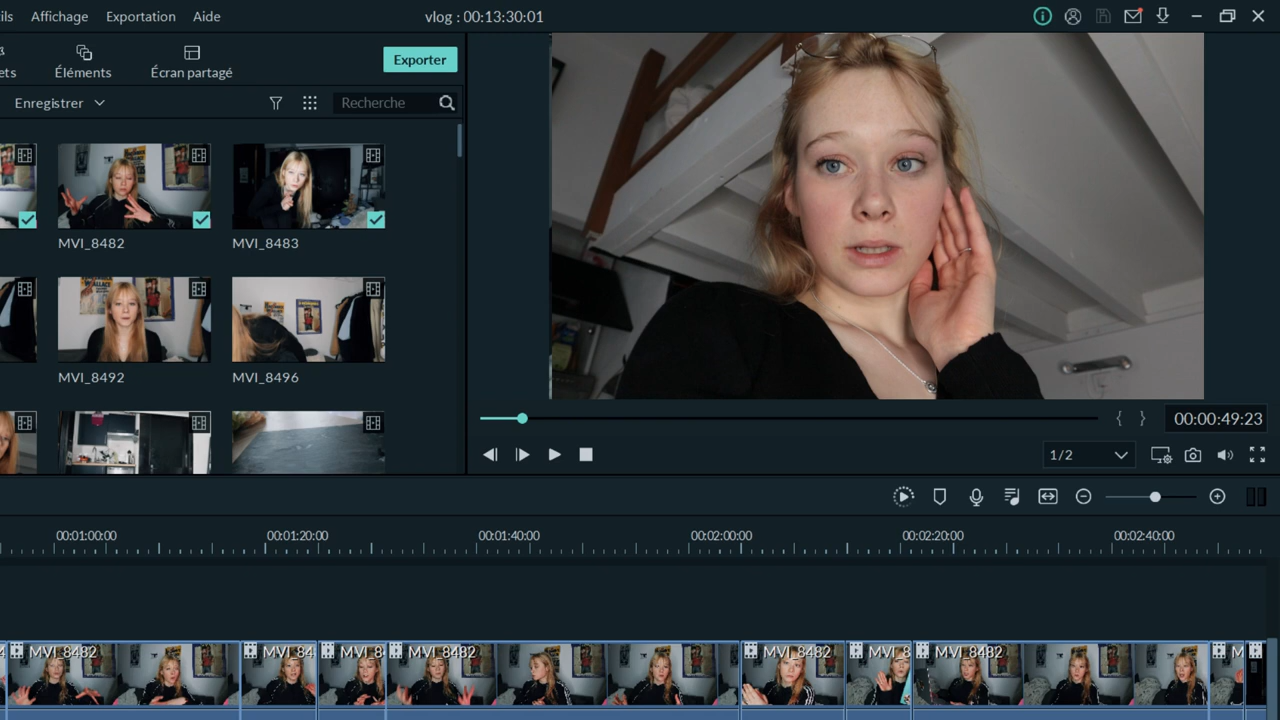 ils Affichage Exportation Aide vlog : 00:13:30:01
ets Éléments Écran partagé Exporter
Enregistrer Recherche
MVI_8482 MVI_8483
MVI_8492 MVI_8496
{ } 00:00:49:23
1/2
00:01:00:00 00:01:20:00 00:01:40:00 00:02:00:00 00:02:20:00 00:02:40:00
MVI_8482 MVI_84 MVI_8 MVI_8482 MVI_8482 MVI_8 MVI_8482 M